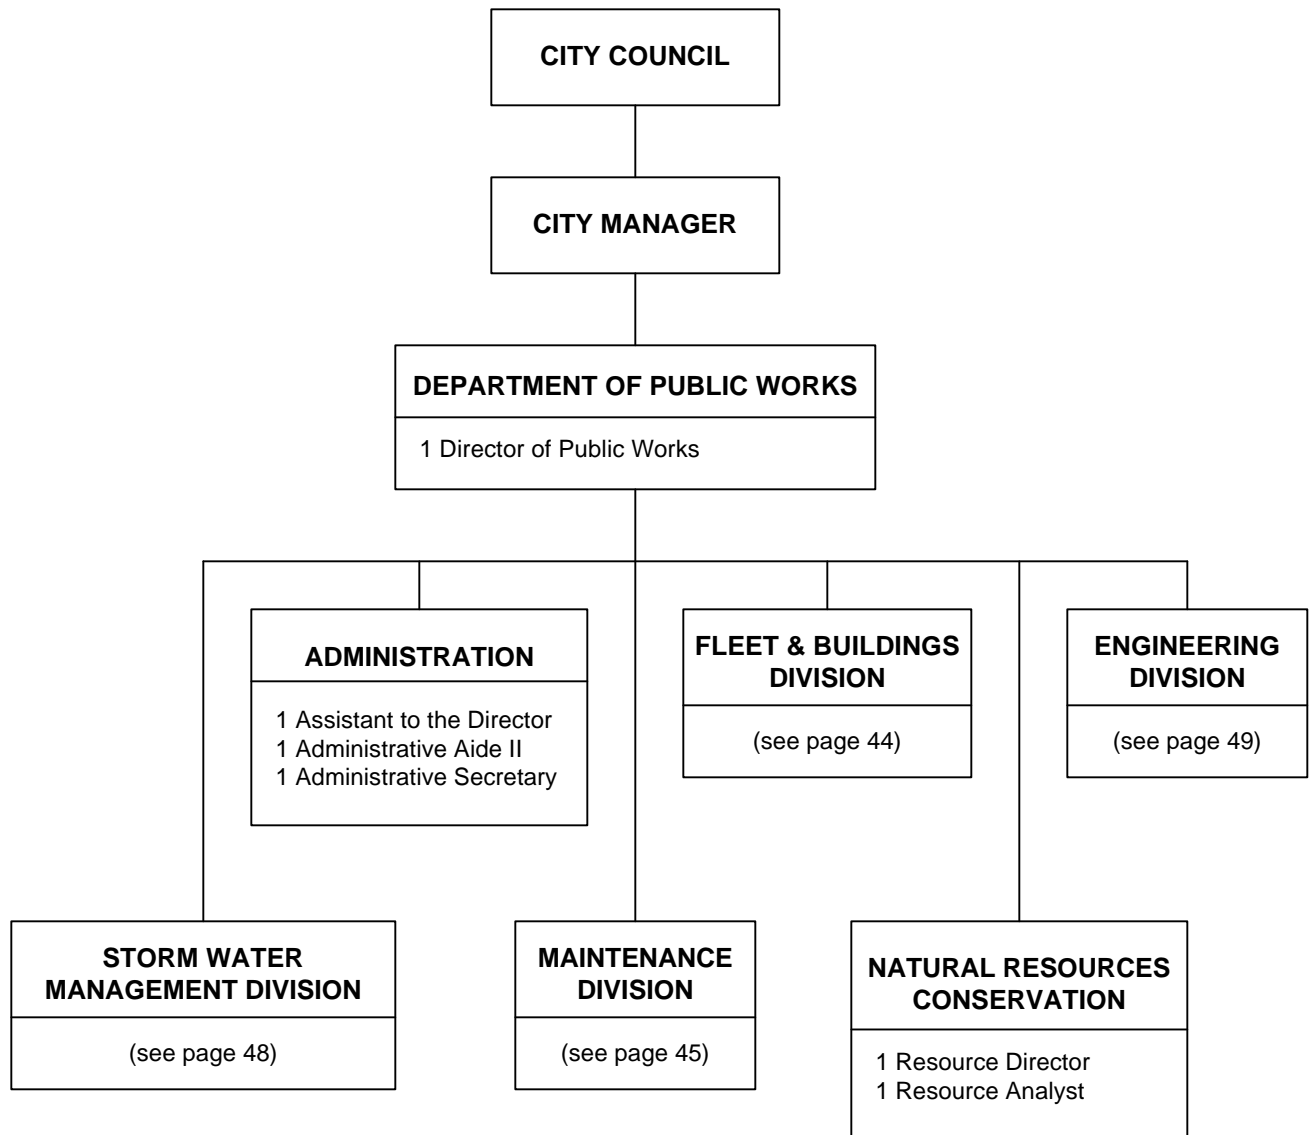 CITY COUNCIL
CITY MANAGER
DEPARTMENT OF PUBLIC WORKS
1 Director of Public Works
ADMINISTRATION
1 Assistant to the Director
1 Administrative Aide II
1 Administrative Secretary
FLEET & BUILDINGS
DIVISION
(see page 44)
ENGINEERING
DIVISION
(see page 49)
STORM WATER
MANAGEMENT DIVISION
(see page 48)
MAINTENANCE
DIVISION
(see page 45)
NATURAL RESOURCES
CONSERVATION
1 Resource Director
1 Resource Analyst